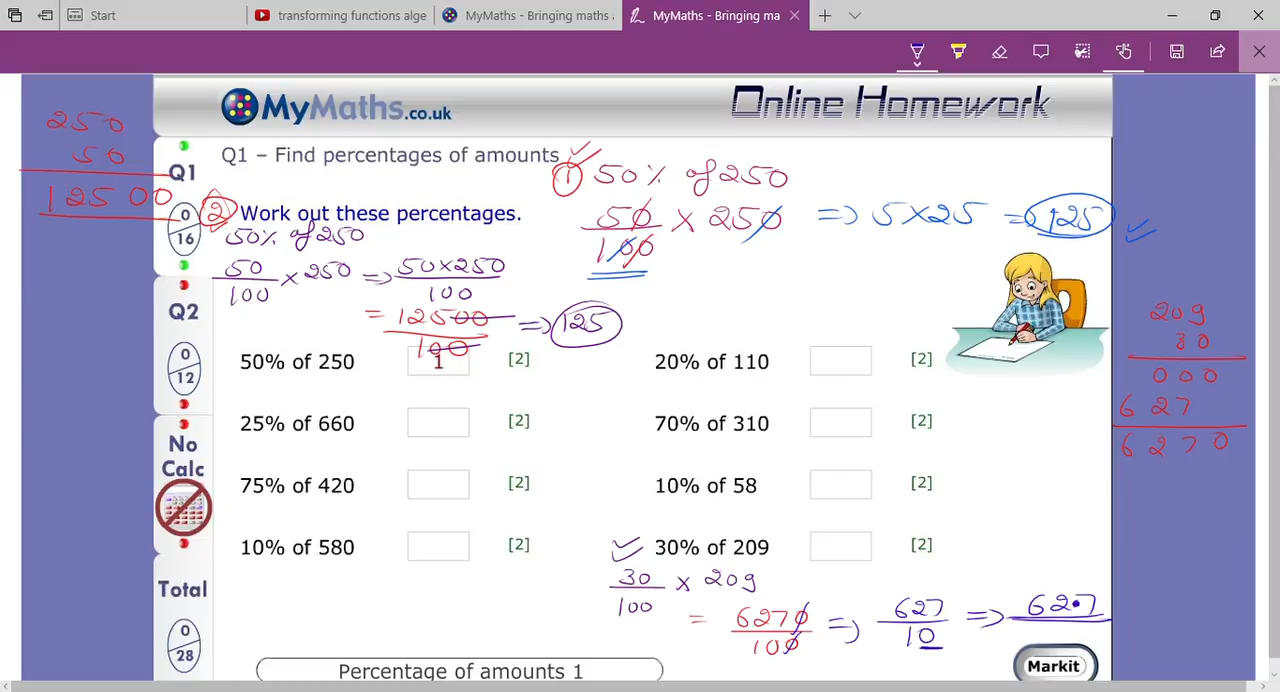 Start
transforming functions alge
MyMaths - Bringing maths
MyMaths - Bringing ma
MyMaths.co.uk
Online Homework
250
50
12500
Q1
0
16
Q2
0
12
No
Calc
Total
0
28
Q1 – Find percentages of amounts
① 50% of 250
50/100 × 250 => 5×25 => 125
② Work out these percentages.
50% of 250
50/100 × 250 => 50×250/100
= 12500/100 => 125
50% of 250 1 [2]
20% of 110 [2]
25% of 660 [2]
70% of 310 [2]
75% of 420 [2]
10% of 58 [2]
10% of 580 [2]
30% of 209 [2]
30/100 × 209
= 6270/100 => 627/10 => 62.7
209
30
000
627
6270
Percentage of amounts 1
Markit